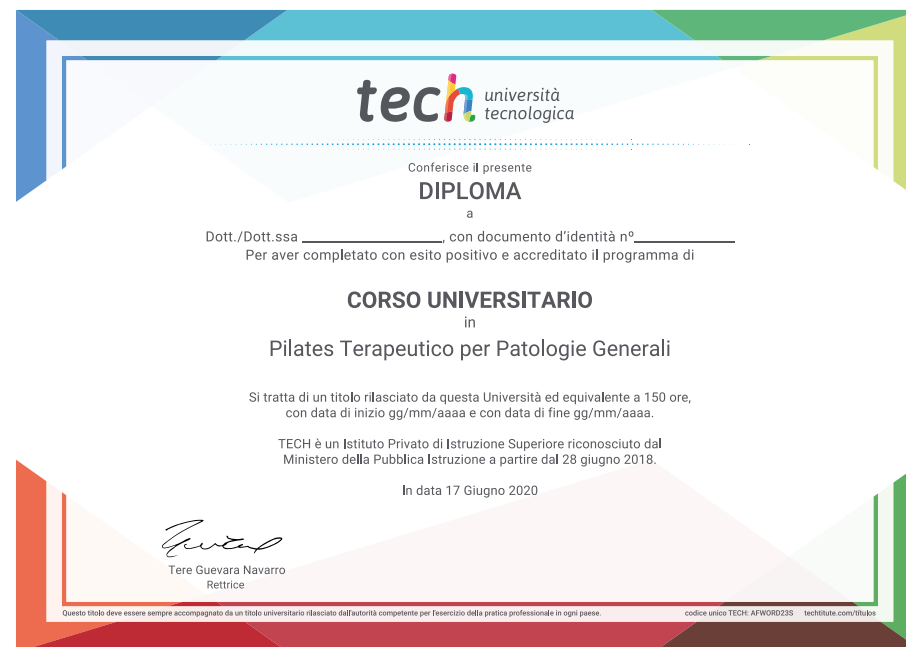 tech università
tecnologica
Conferisce il presente
DIPLOMA
a
Dott./Dott.ssa ____________________, con documento d'identità nº______________
Per aver completato con esito positivo e accreditato il programma di
CORSO UNIVERSITARIO
in
Pilates Terapeutico per Patologie Generali
Si tratta di un titolo rilasciato da questa Università ed equivalente a 150 ore,
con data di inizio gg/mm/aaaa e con data di fine gg/mm/aaaa.
TECH è un Istituto Privato di Istruzione Superiore riconosciuto dal
Ministero della Pubblica Istruzione a partire dal 28 giugno 2018.
In data 17 Giugno 2020
Tere Guevara Navarro
Rettrice
Questo titolo deve essere sempre accompagnato da un titolo universitario rilasciato dall'autorità competente per l'esercizio della pratica professionale in ogni paese. codice unico TECH: AFWORD23S techtitute.com/titulos